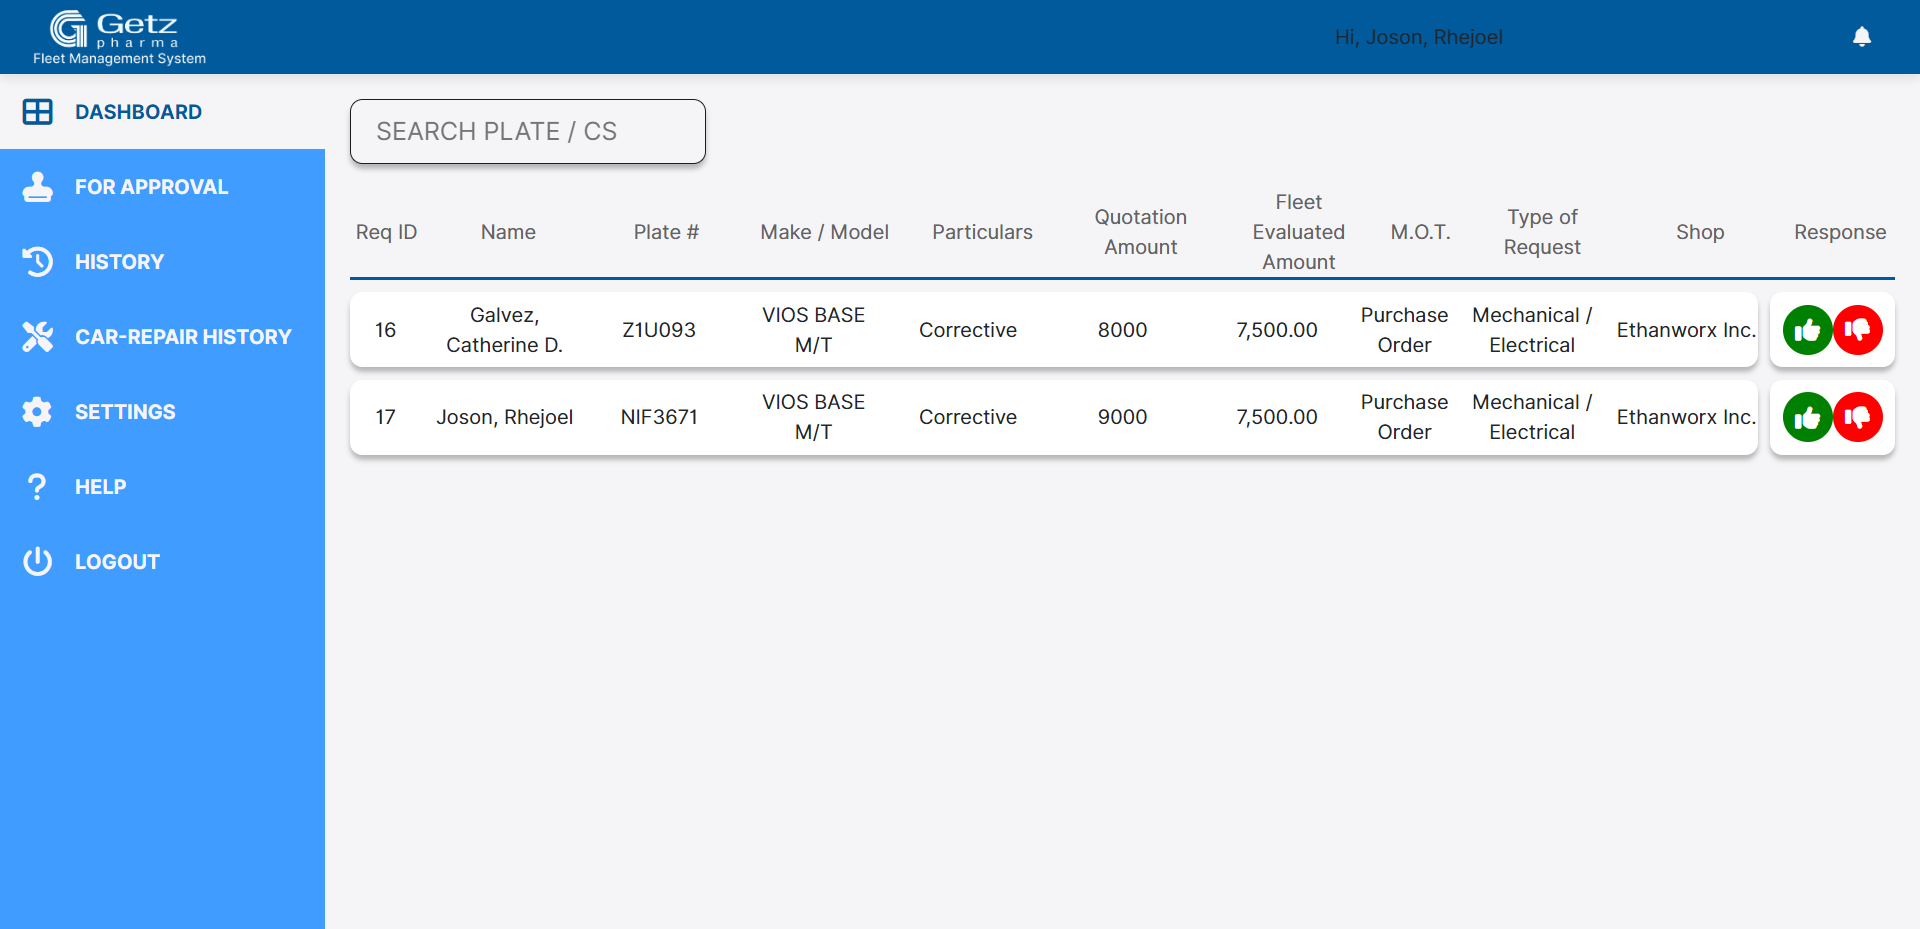 Getz
pharma
Fleet Management System
Hi, Joson, Rhejoel
DASHBOARD
FOR APPROVAL
HISTORY
CAR-REPAIR HISTORY
SETTINGS
HELP
LOGOUT
SEARCH PLATE / CS
Req ID
Name
Plate #
Make / Model
Particulars
Quotation
Amount
Fleet
Evaluated
Amount
M.O.T.
Type of
Request
Shop
Response
16
Galvez,
Catherine D.
Z1U093
VIOS BASE
M/T
Corrective
8000
7,500.00
Purchase
Order
Mechanical /
Electrical
Ethanworx Inc.
17
Joson, Rhejoel
NIF3671
VIOS BASE
M/T
Corrective
9000
7,500.00
Purchase
Order
Mechanical /
Electrical
Ethanworx Inc.